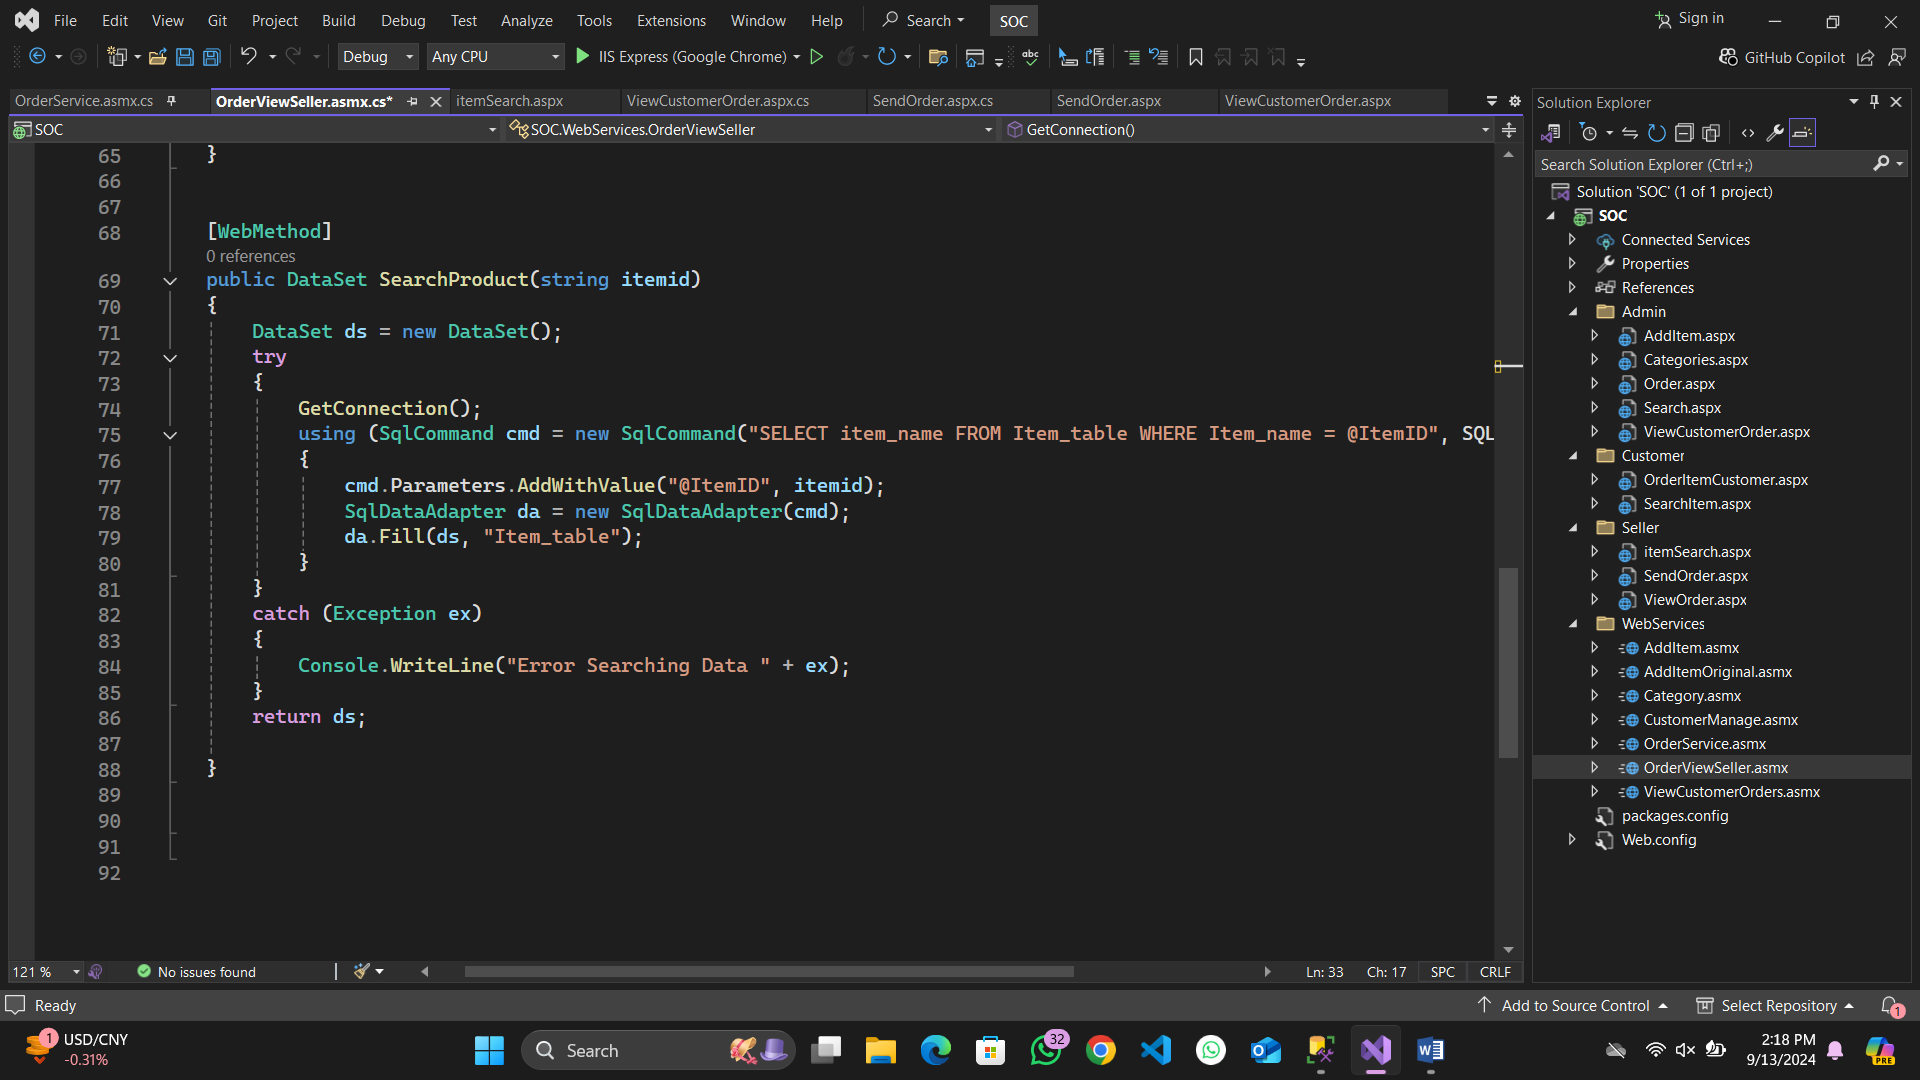 File Edit View Git Project Build Debug Test Analyze Tools Extensions Window Help Search SOC Sign in
Debug Any CPU IIS Express (Google Chrome) GitHub Copilot
OrderService.asmx.cs OrderViewSeller.asmx.cs* itemSearch.aspx ViewCustomerOrder.aspx.cs SendOrder.aspx.cs SendOrder.aspx ViewCustomerOrder.aspx
SOC SOC.WebServices.OrderViewSeller GetConnection()
65 }
66
67
68 [WebMethod]
0 references
69 public DataSet SearchProduct(string itemid)
70 {
71 DataSet ds = new DataSet();
72 try
73 {
74 GetConnection();
75 using (SqlCommand cmd = new SqlCommand("SELECT item_name FROM Item_table WHERE Item_name = @ItemID", SQL
76 {
77 cmd.Parameters.AddWithValue("@ItemID", itemid);
78 SqlDataAdapter da = new SqlDataAdapter(cmd);
79 da.Fill(ds, "Item_table");
80 }
81 }
82 catch (Exception ex)
83 {
84 Console.WriteLine("Error Searching Data " + ex);
85 }
86 return ds;
87
88 }
89
90
91
92
121 % No issues found Ln: 33 Ch: 17 SPC CRLF
Solution Explorer
Search Solution Explorer (Ctrl+;)
Solution 'SOC' (1 of 1 project)
SOC
Connected Services
Properties
References
Admin
AddItem.aspx
Categories.aspx
Order.aspx
Search.aspx
ViewCustomerOrder.aspx
Customer
OrderItemCustomer.aspx
SearchItem.aspx
Seller
itemSearch.aspx
SendOrder.aspx
ViewOrder.aspx
WebServices
AddItem.asmx
AddItemOriginal.asmx
Category.asmx
CustomerManage.asmx
OrderService.asmx
OrderViewSeller.asmx
ViewCustomerOrders.asmx
packages.config
Web.config
Ready Add to Source Control Select Repository 1
1 USD/CNY
-0.31%
Search
32
2:18 PM
9/13/2024
PRE